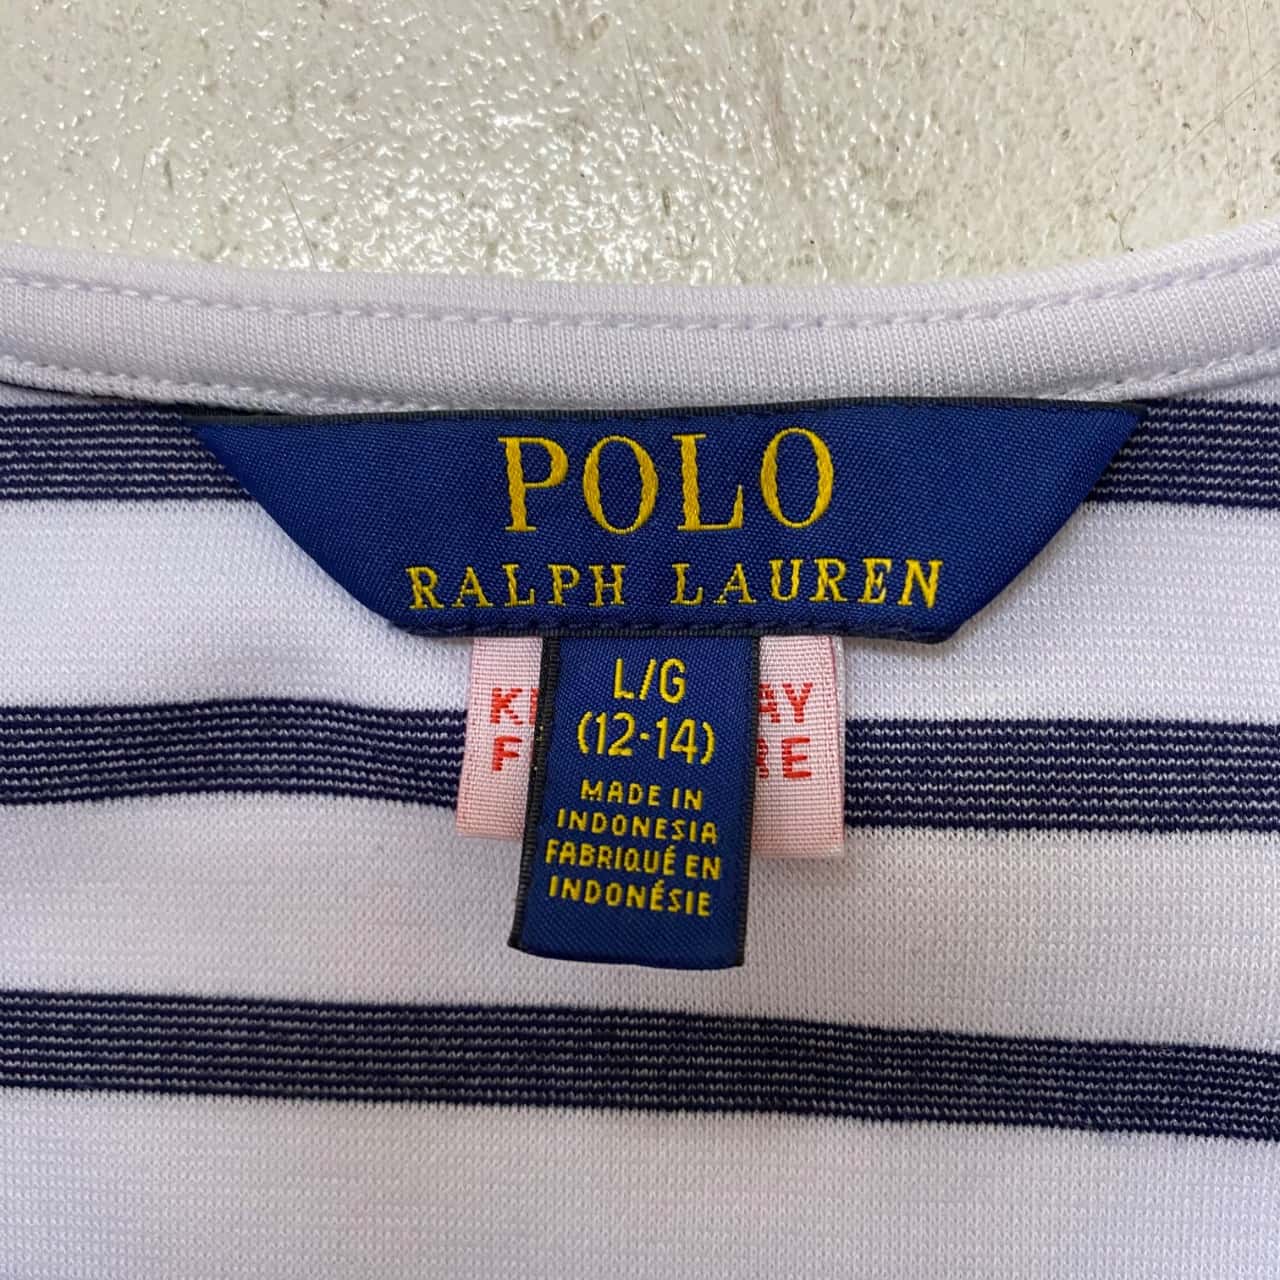 POLO
RALPH LAUREN
L/G
(12-14)
MADE IN
INDONESIA
FABRIQUÉ EN
INDONÉSIE